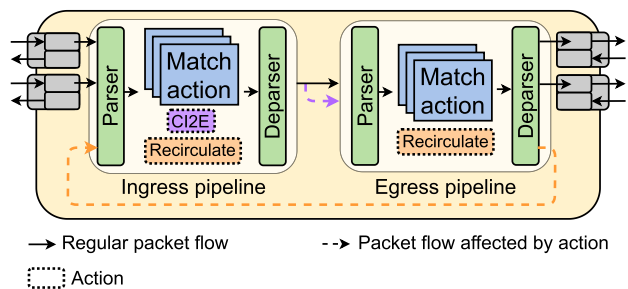 Parser
Match
action
CI2E
Recirculate
Deparser
Ingress pipeline
Parser
Match
action
Recirculate
Deparser
Egress pipeline
Regular packet flow
Packet flow affected by action
Action